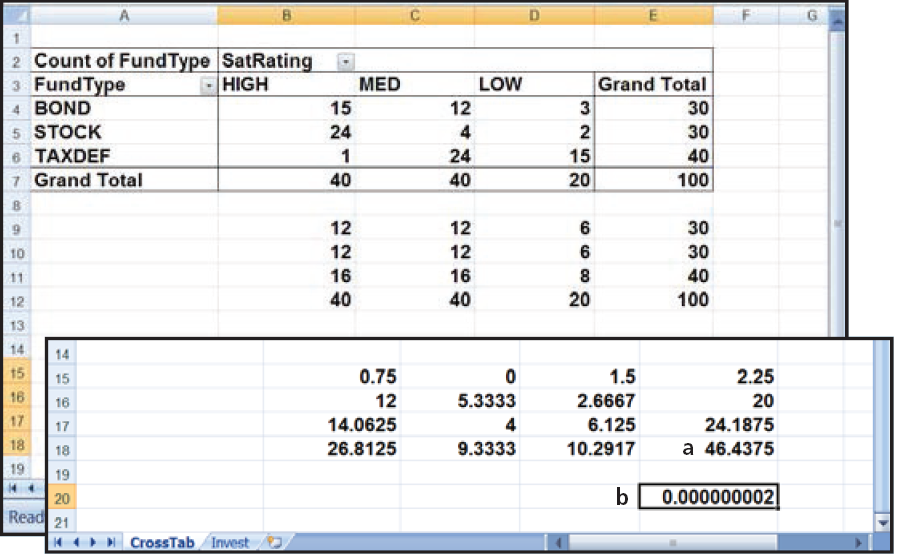 A B C D E F G
1
2 Count of FundType SatRating
3 FundType HIGH MED LOW Grand Total
4 BOND 15 12 3 30
5 STOCK 24 4 2 30
6 TAXDEF 1 24 15 40
7 Grand Total 40 40 20 100
8
9 12 12 6 30
10 12 12 6 30
11 16 16 8 40
12 40 40 20 100
13
14
15
16
17
18
19
Read
14
15 0.75 0 1.5 2.25
16 12 5.3333 2.6667 20
17 14.0625 4 6.125 24.1875
18 26.8125 9.3333 10.2917 a 46.4375
19
20 b 0.000000002
21
CrossTab Invest